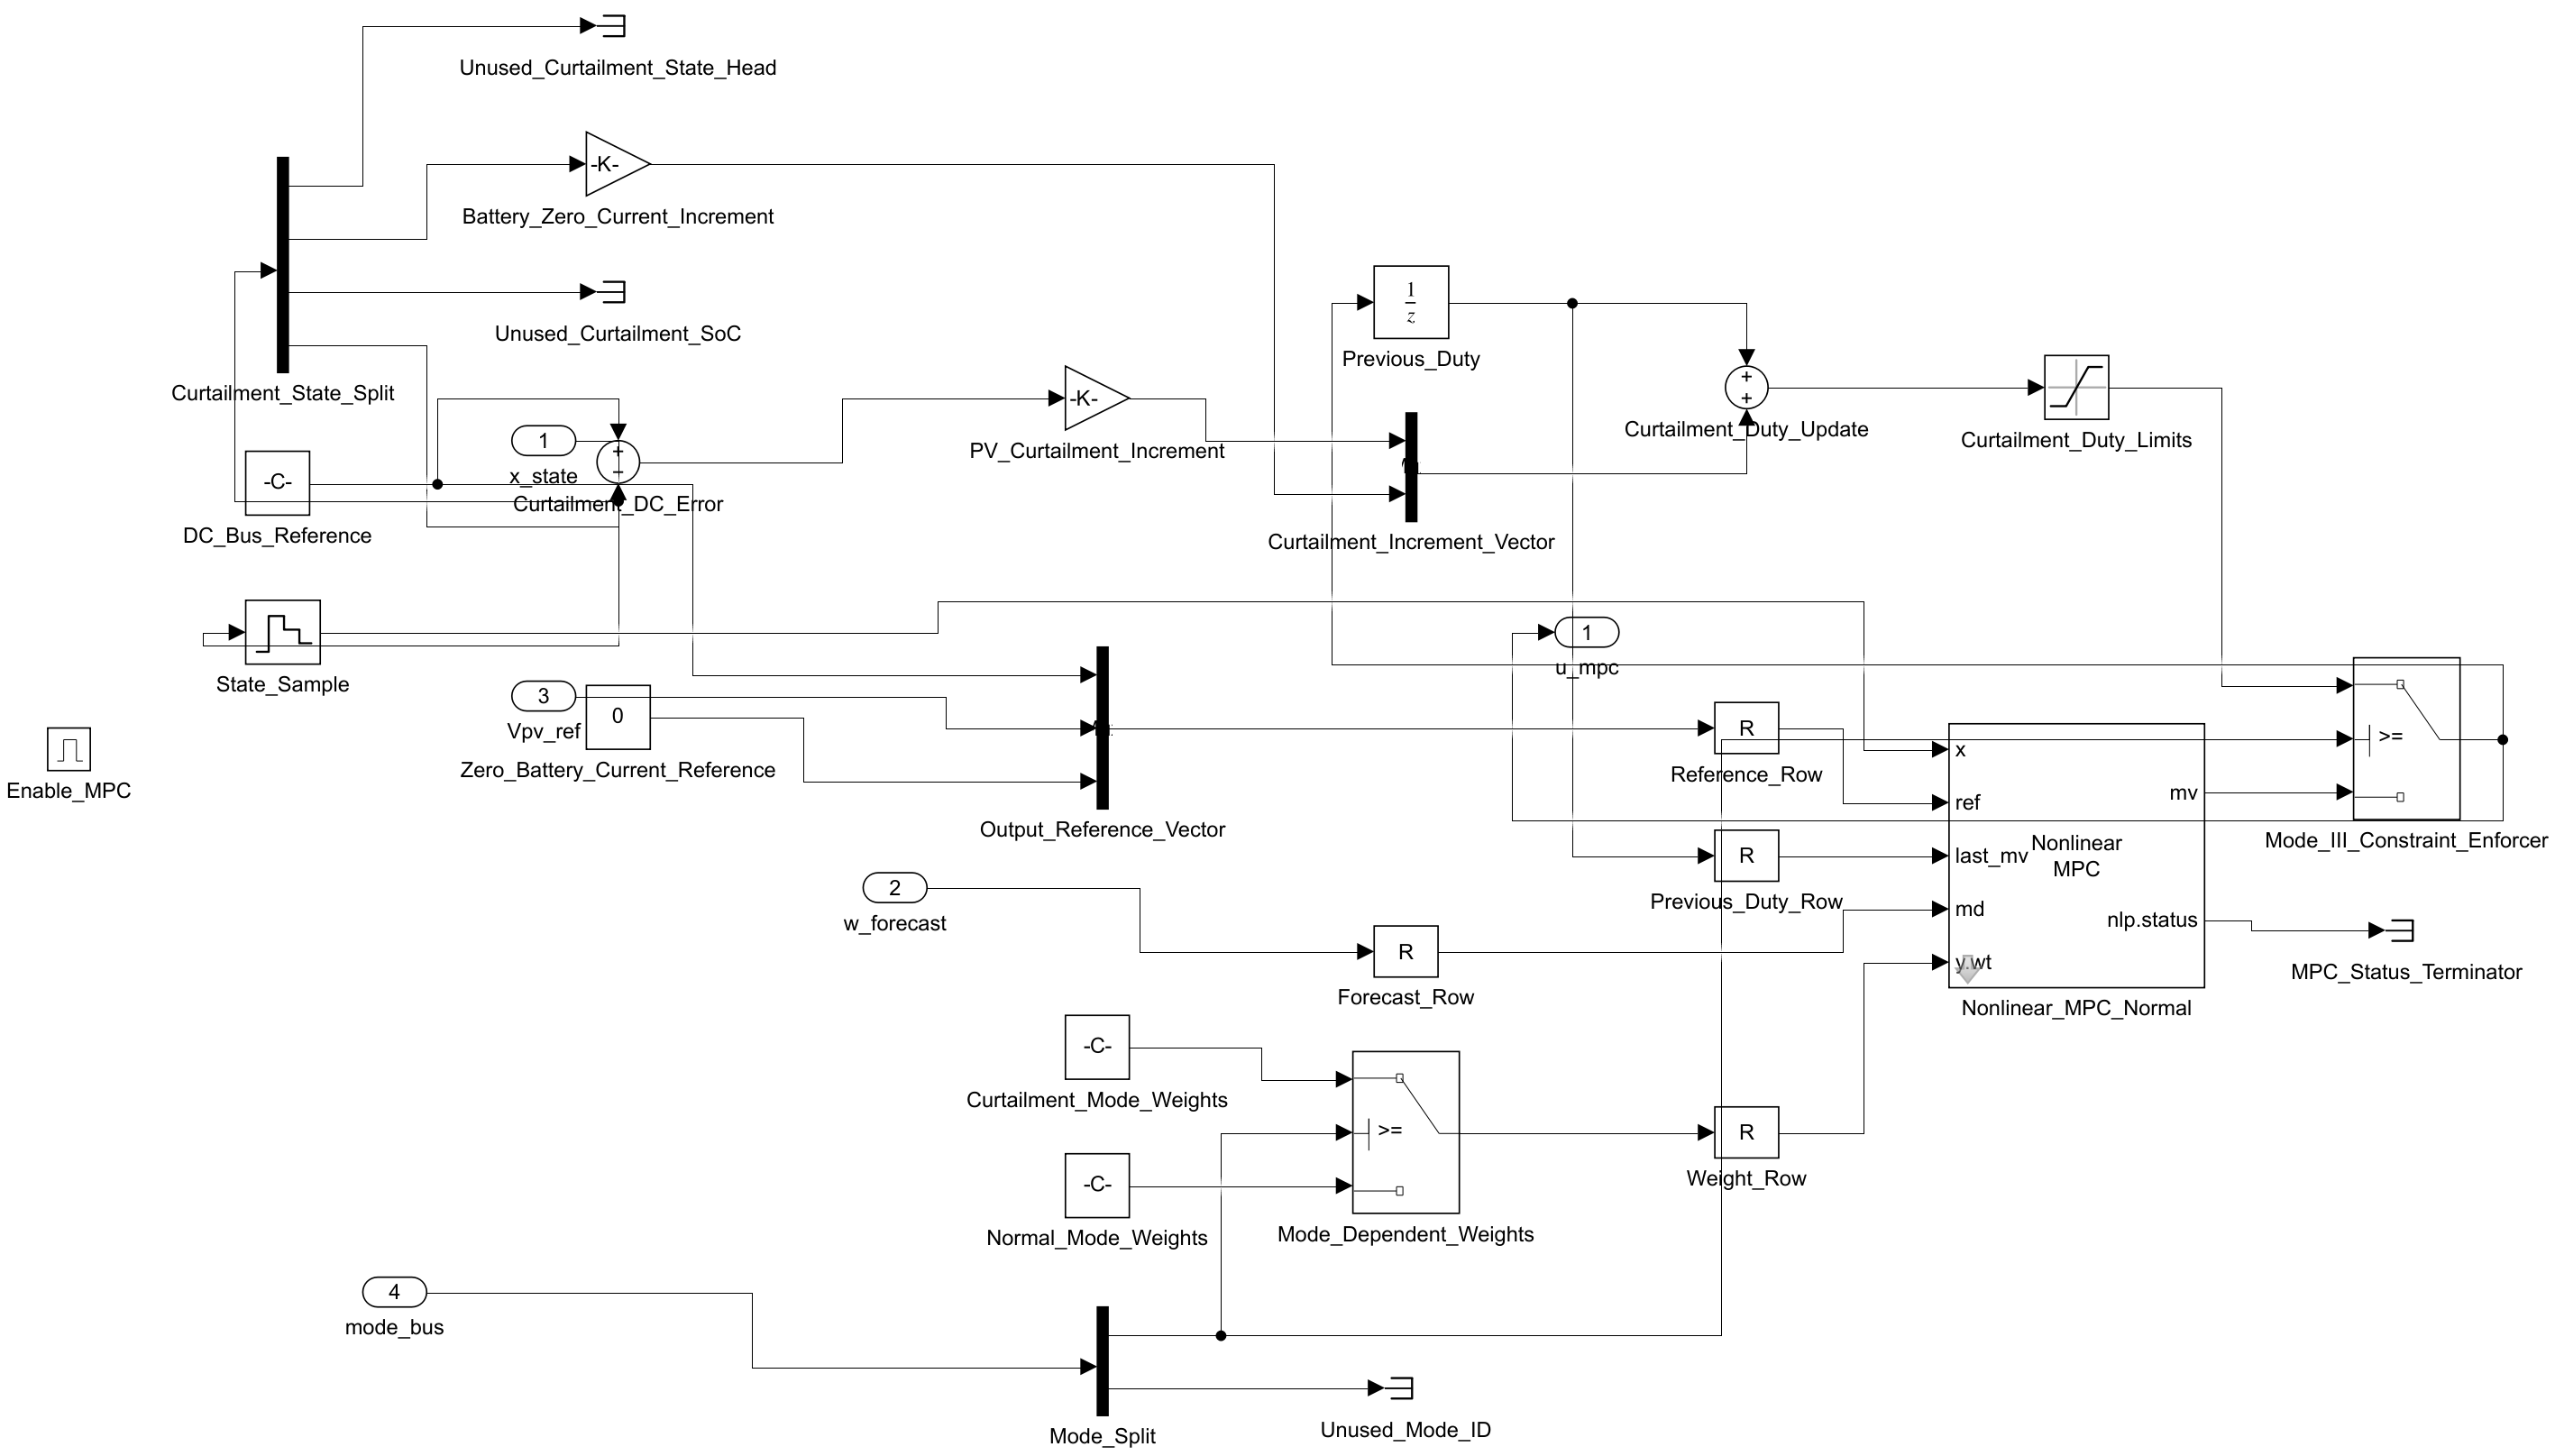 Unused_Curtailment_State_Head
-K-
Battery_Zero_Current_Increment
Unused_Curtailment_SoC
Curtailment_State_Split
1
z
Previous_Duty
+
+
Curtailment_Duty_Update
Curtailment_Duty_Limits
-K-
PV_Curtailment_Increment
1
x_state
+
−
Curtailment_DC_Error
-C-
DC_Bus_Reference
Curtailment_Increment_Vector
State_Sample
1
u_mpc
3
Vpv_ref
0
Zero_Battery_Current_Reference
Enable_MPC
Output_Reference_Vector
R
Reference_Row
x
ref
last_mv
md
y.wt
mv
nlp.status
Nonlinear
MPC
Nonlinear_MPC_Normal
>=
Mode_III_Constraint_Enforcer
R
Previous_Duty_Row
2
w_forecast
R
Forecast_Row
MPC_Status_Terminator
-C-
Curtailment_Mode_Weights
>=
-C-
Normal_Mode_Weights
Mode_Dependent_Weights
R
Weight_Row
4
mode_bus
Mode_Split
Unused_Mode_ID